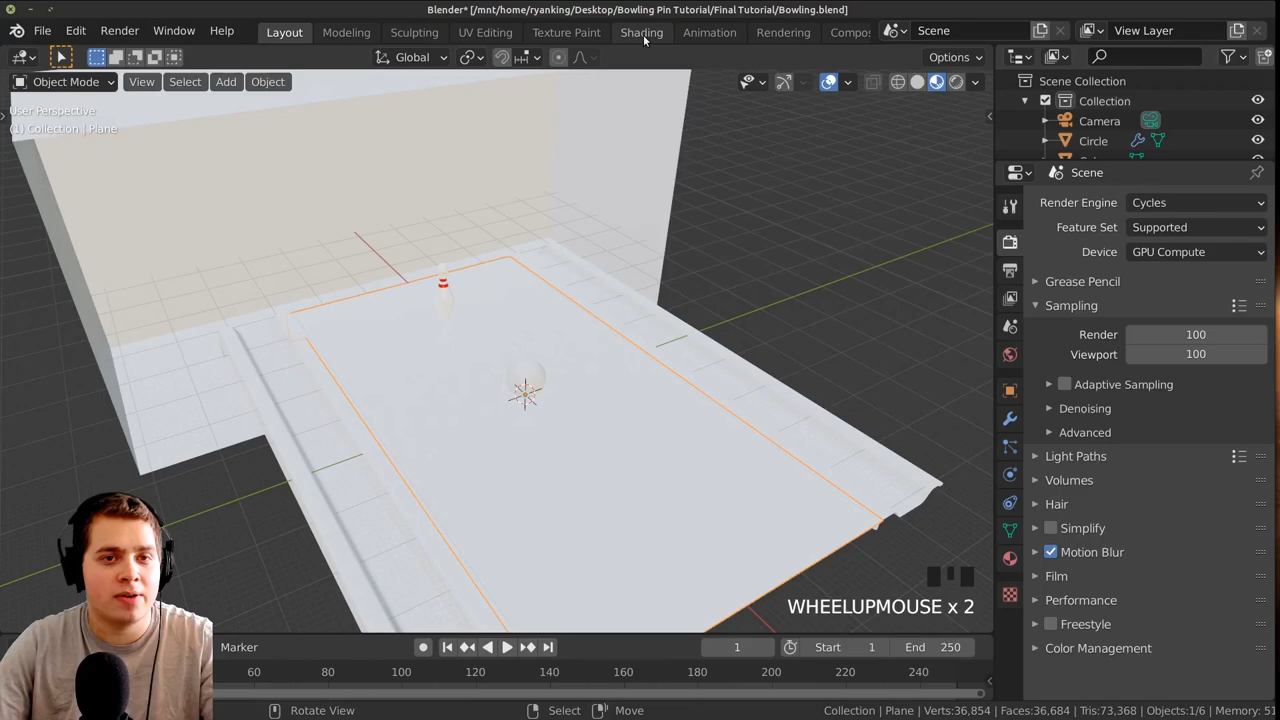 Blender* [/mnt/home/ryanking/Desktop/Bowling Pin Tutorial/Final Tutorial/Bowling.blend]
File Edit Render Window Help Layout Modeling Sculpting UV Editing Texture Paint Shading Animation Rendering Compos Scene View Layer
Global Options
Object Mode View Select Add Object
User Perspective
(1) Collection | Plane
Scene Collection
Collection
Camera
Circle
Scene
Render Engine Cycles
Feature Set Supported
Device GPU Compute
Grease Pencil
Sampling
Render 100
Viewport 100
Adaptive Sampling
Denoising
Advanced
Light Paths
Volumes
Hair
Simplify
Motion Blur
Film
Performance
Freestyle
Color Management
WHEELUPMOUSE x 2
Marker 1 Start 1 End 250
60 80 100 120 140 160 180 200 220 240
Rotate View Select Move Collection | Plane | Verts:36,854 | Faces:36,684 | Tris:73,368 | Objects:1/6 | Memory: 51